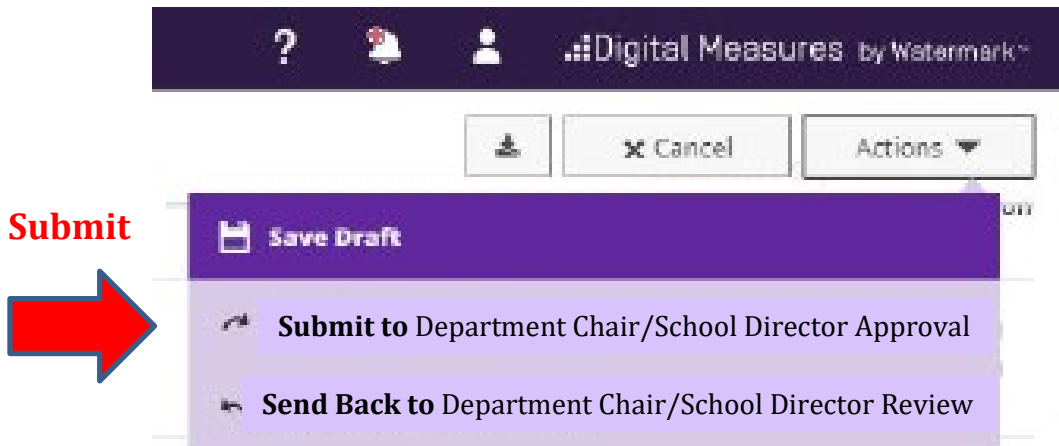 ? Digital Measures by Watermark™
Cancel Actions
on
Submit
Save Draft
Submit to Department Chair/School Director Approval
Send Back to Department Chair/School Director Review